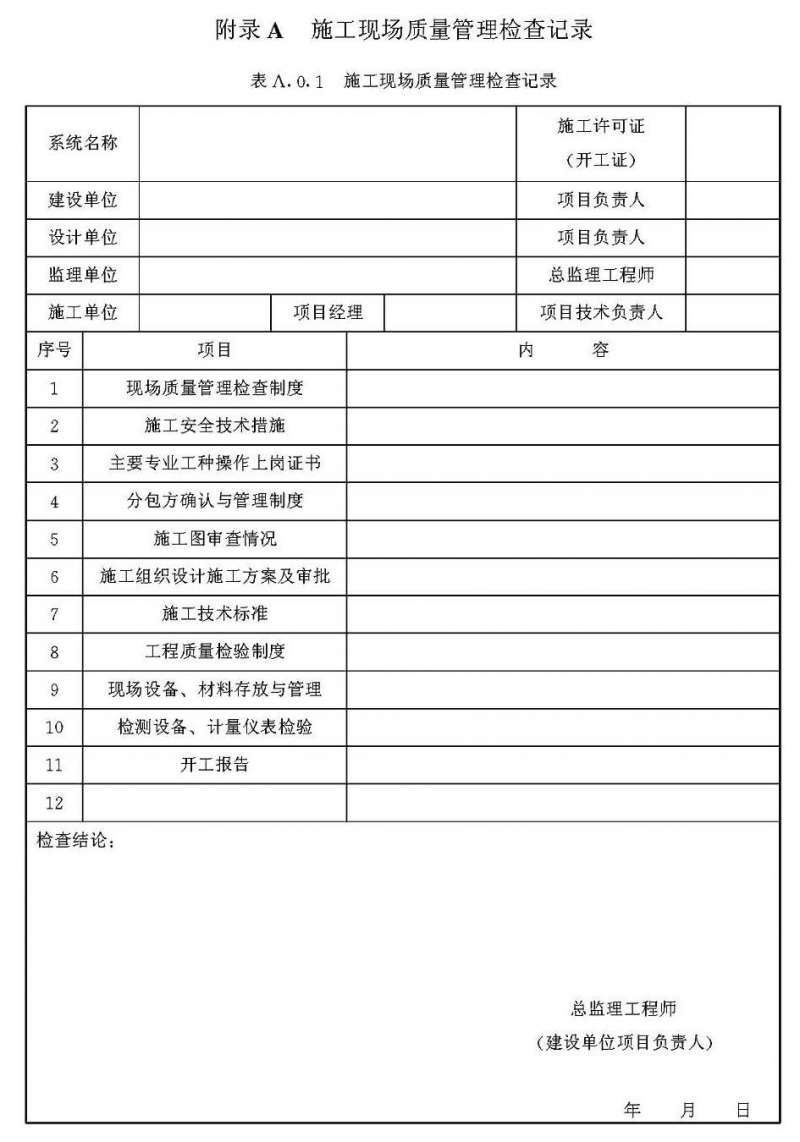 附录 A 施工现场质量管理检查记录
表 A.0.1 施工现场质量管理检查记录
系统名称 施工许可证
（开工证）
建设单位 项目负责人
设计单位 项目负责人
监理单位 总监理工程师
施工单位 项目经理 项目技术负责人
序号 项目 内 容
1 现场质量管理检查制度
2 施工安全技术措施
3 主要专业工种操作上岗证书
4 分包方确认与管理制度
5 施工图审查情况
6 施工组织设计施工方案及审批
7 施工技术标准
8 工程质量检验制度
9 现场设备、材料存放与管理
10 检测设备、计量仪表检验
11 开工报告
12
检查结论：
总监理工程师
（建设单位项目负责人）
年 月 日